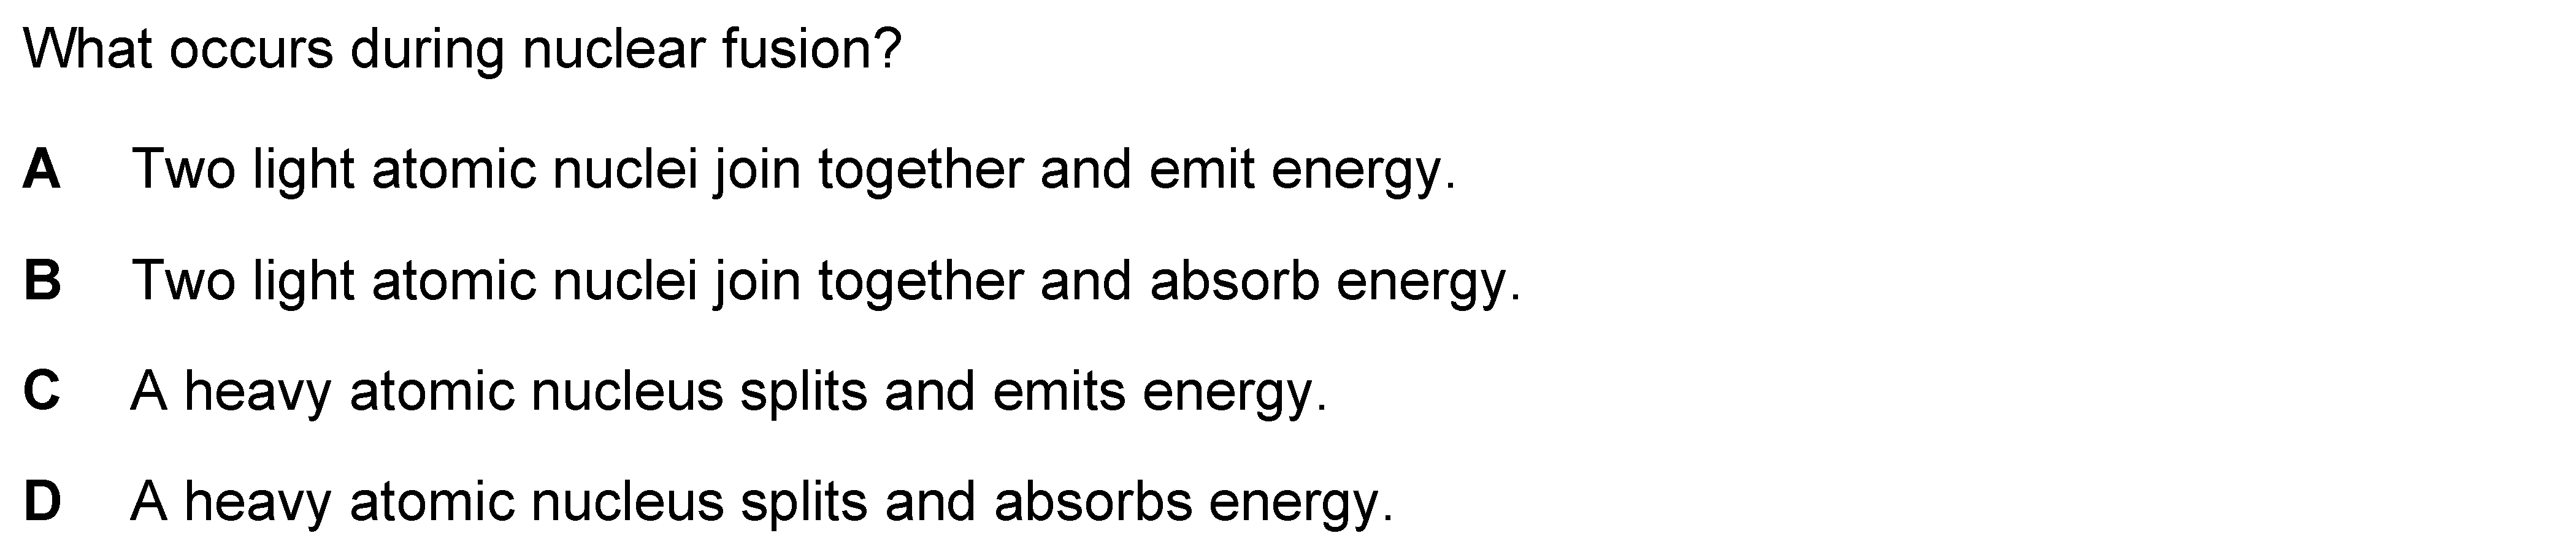 What occurs during nuclear fusion?
A Two light atomic nuclei join together and emit energy.
B Two light atomic nuclei join together and absorb energy.
C A heavy atomic nucleus splits and emits energy.
D A heavy atomic nucleus splits and absorbs energy.